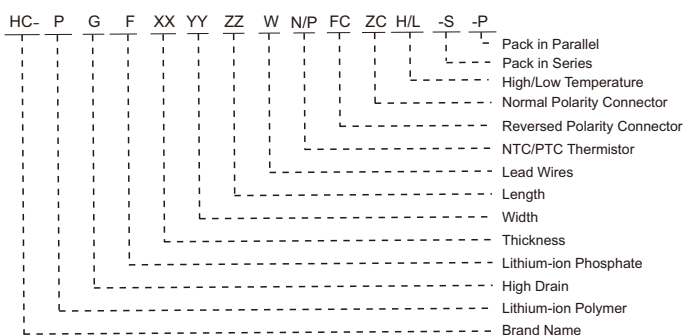 HC- P G F XX YY ZZ W N/P FC ZC H/L -S -P
Pack in Parallel
Pack in Series
High/Low Temperature
Normal Polarity Connector
Reversed Polarity Connector
NTC/PTC Thermistor
Lead Wires
Length
Width
Thickness
Lithium-ion Phosphate
High Drain
Lithium-ion Polymer
Brand Name